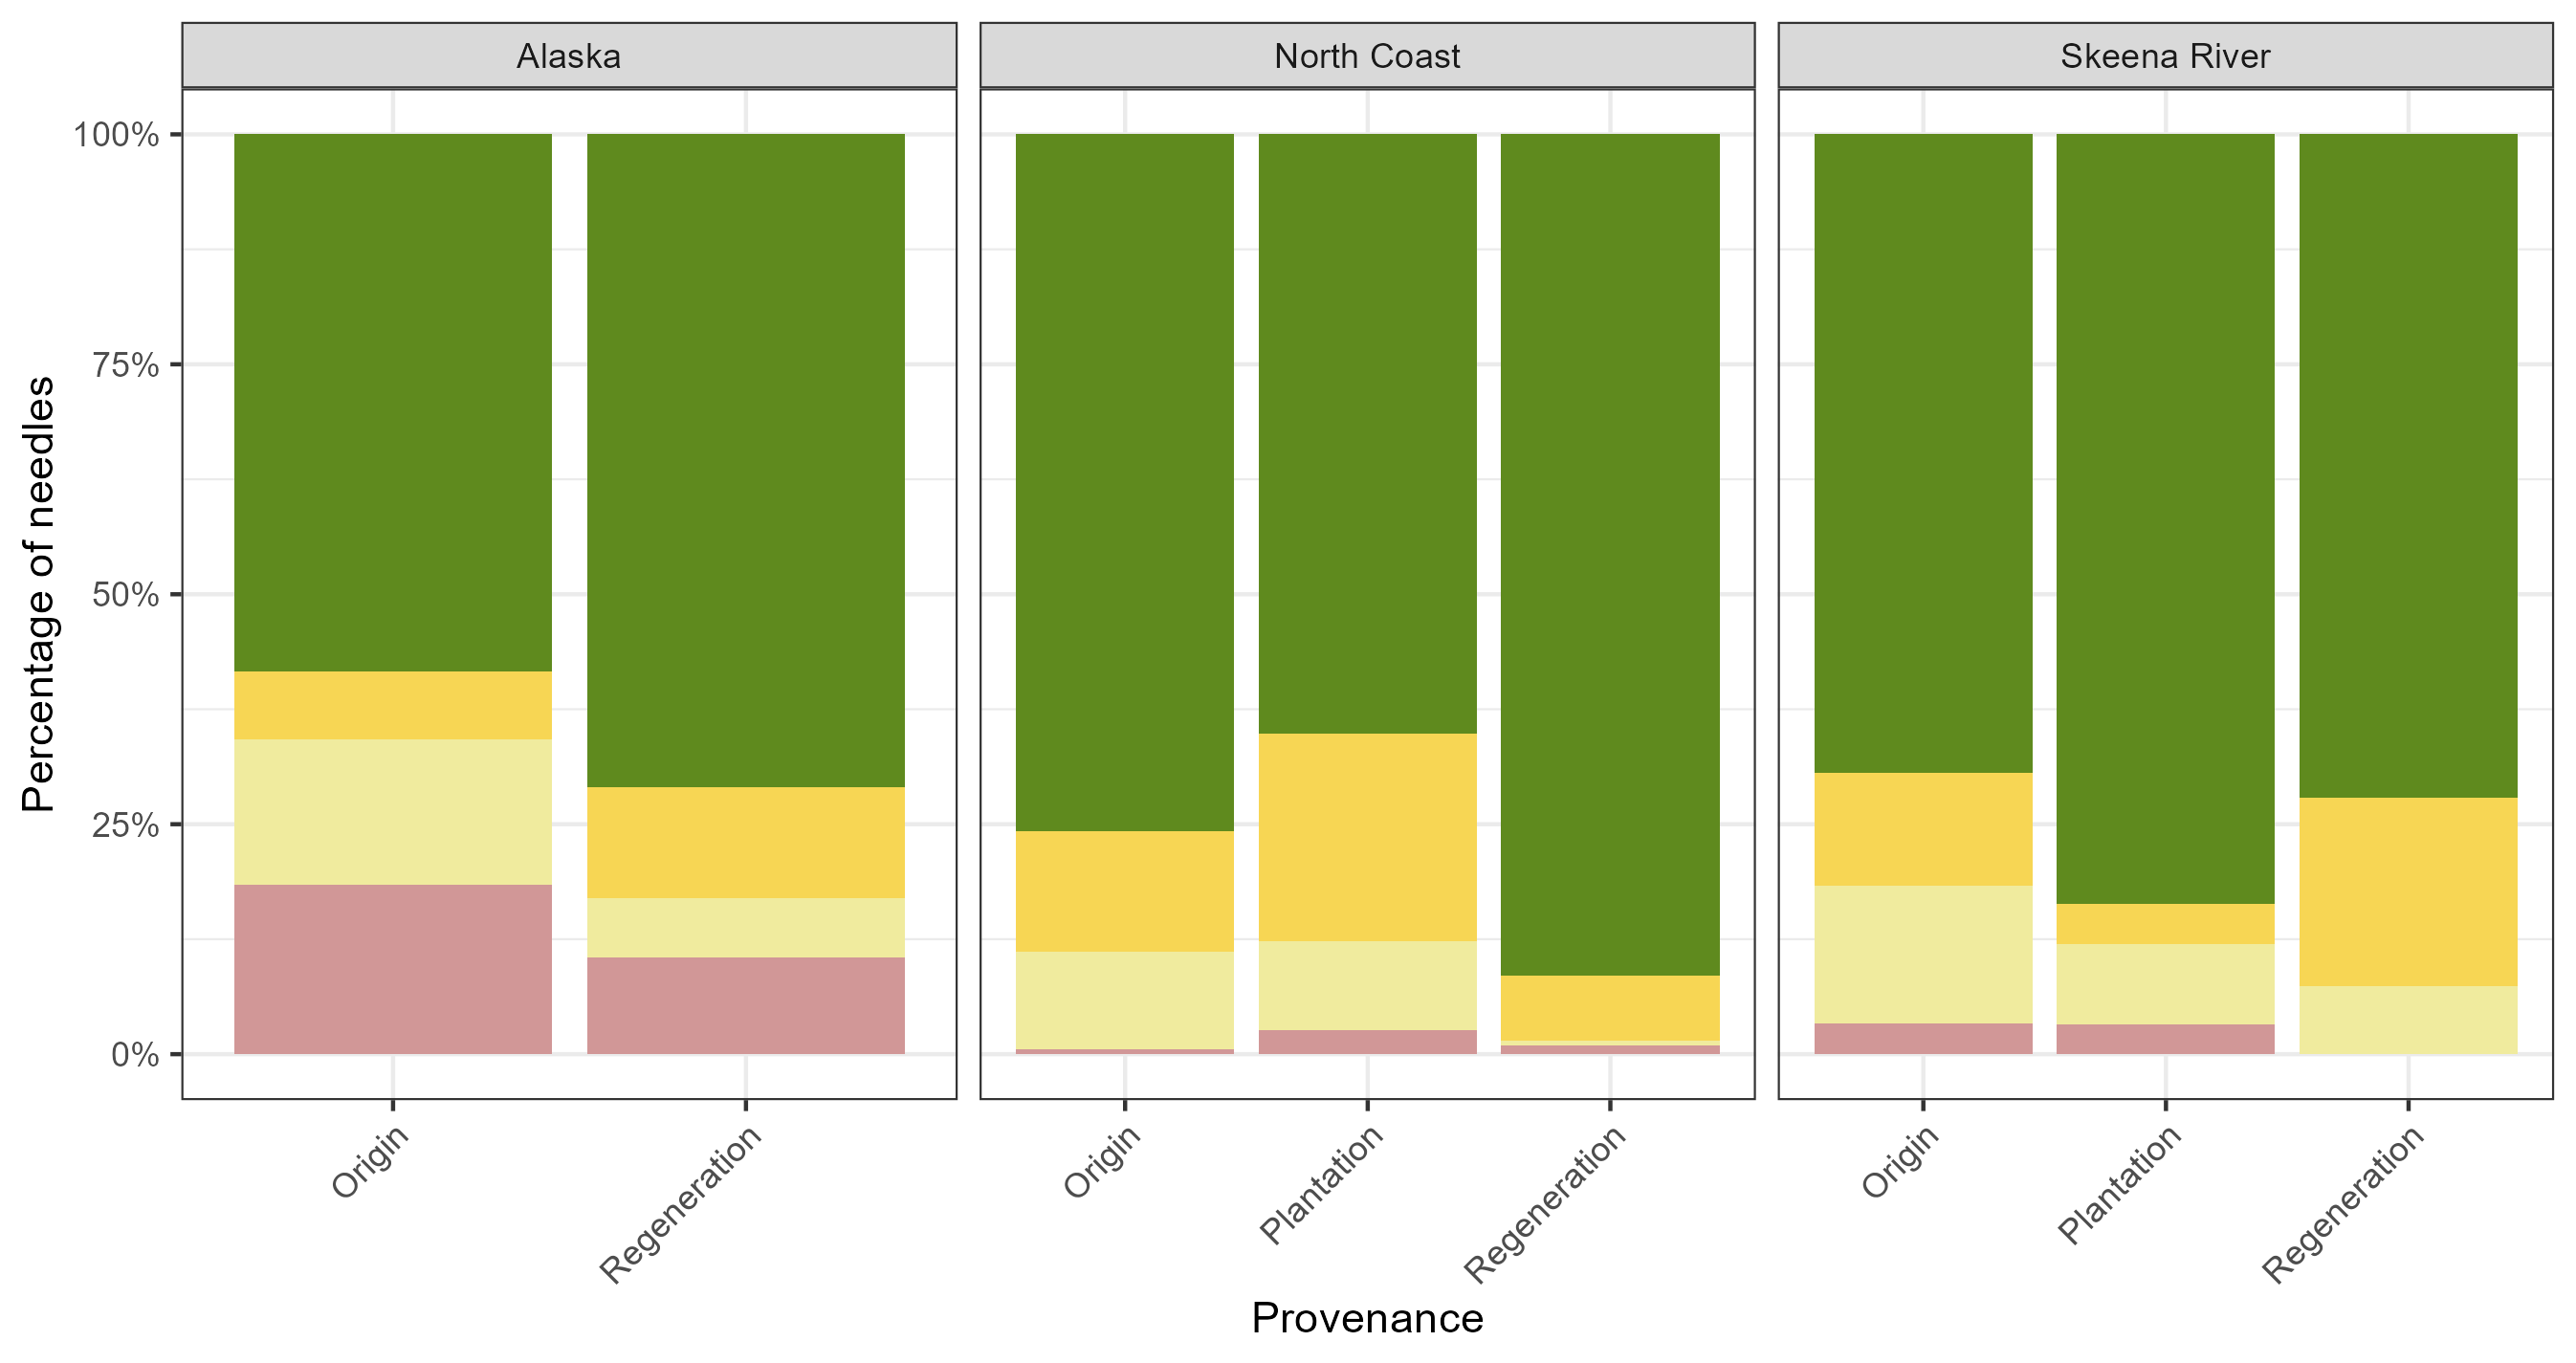 Alaska
North Coast
Skeena River
Percentage of needles
100%
75%
50%
25%
0%
Origin
Regeneration
Origin
Plantation
Regeneration
Origin
Plantation
Regeneration
Provenance